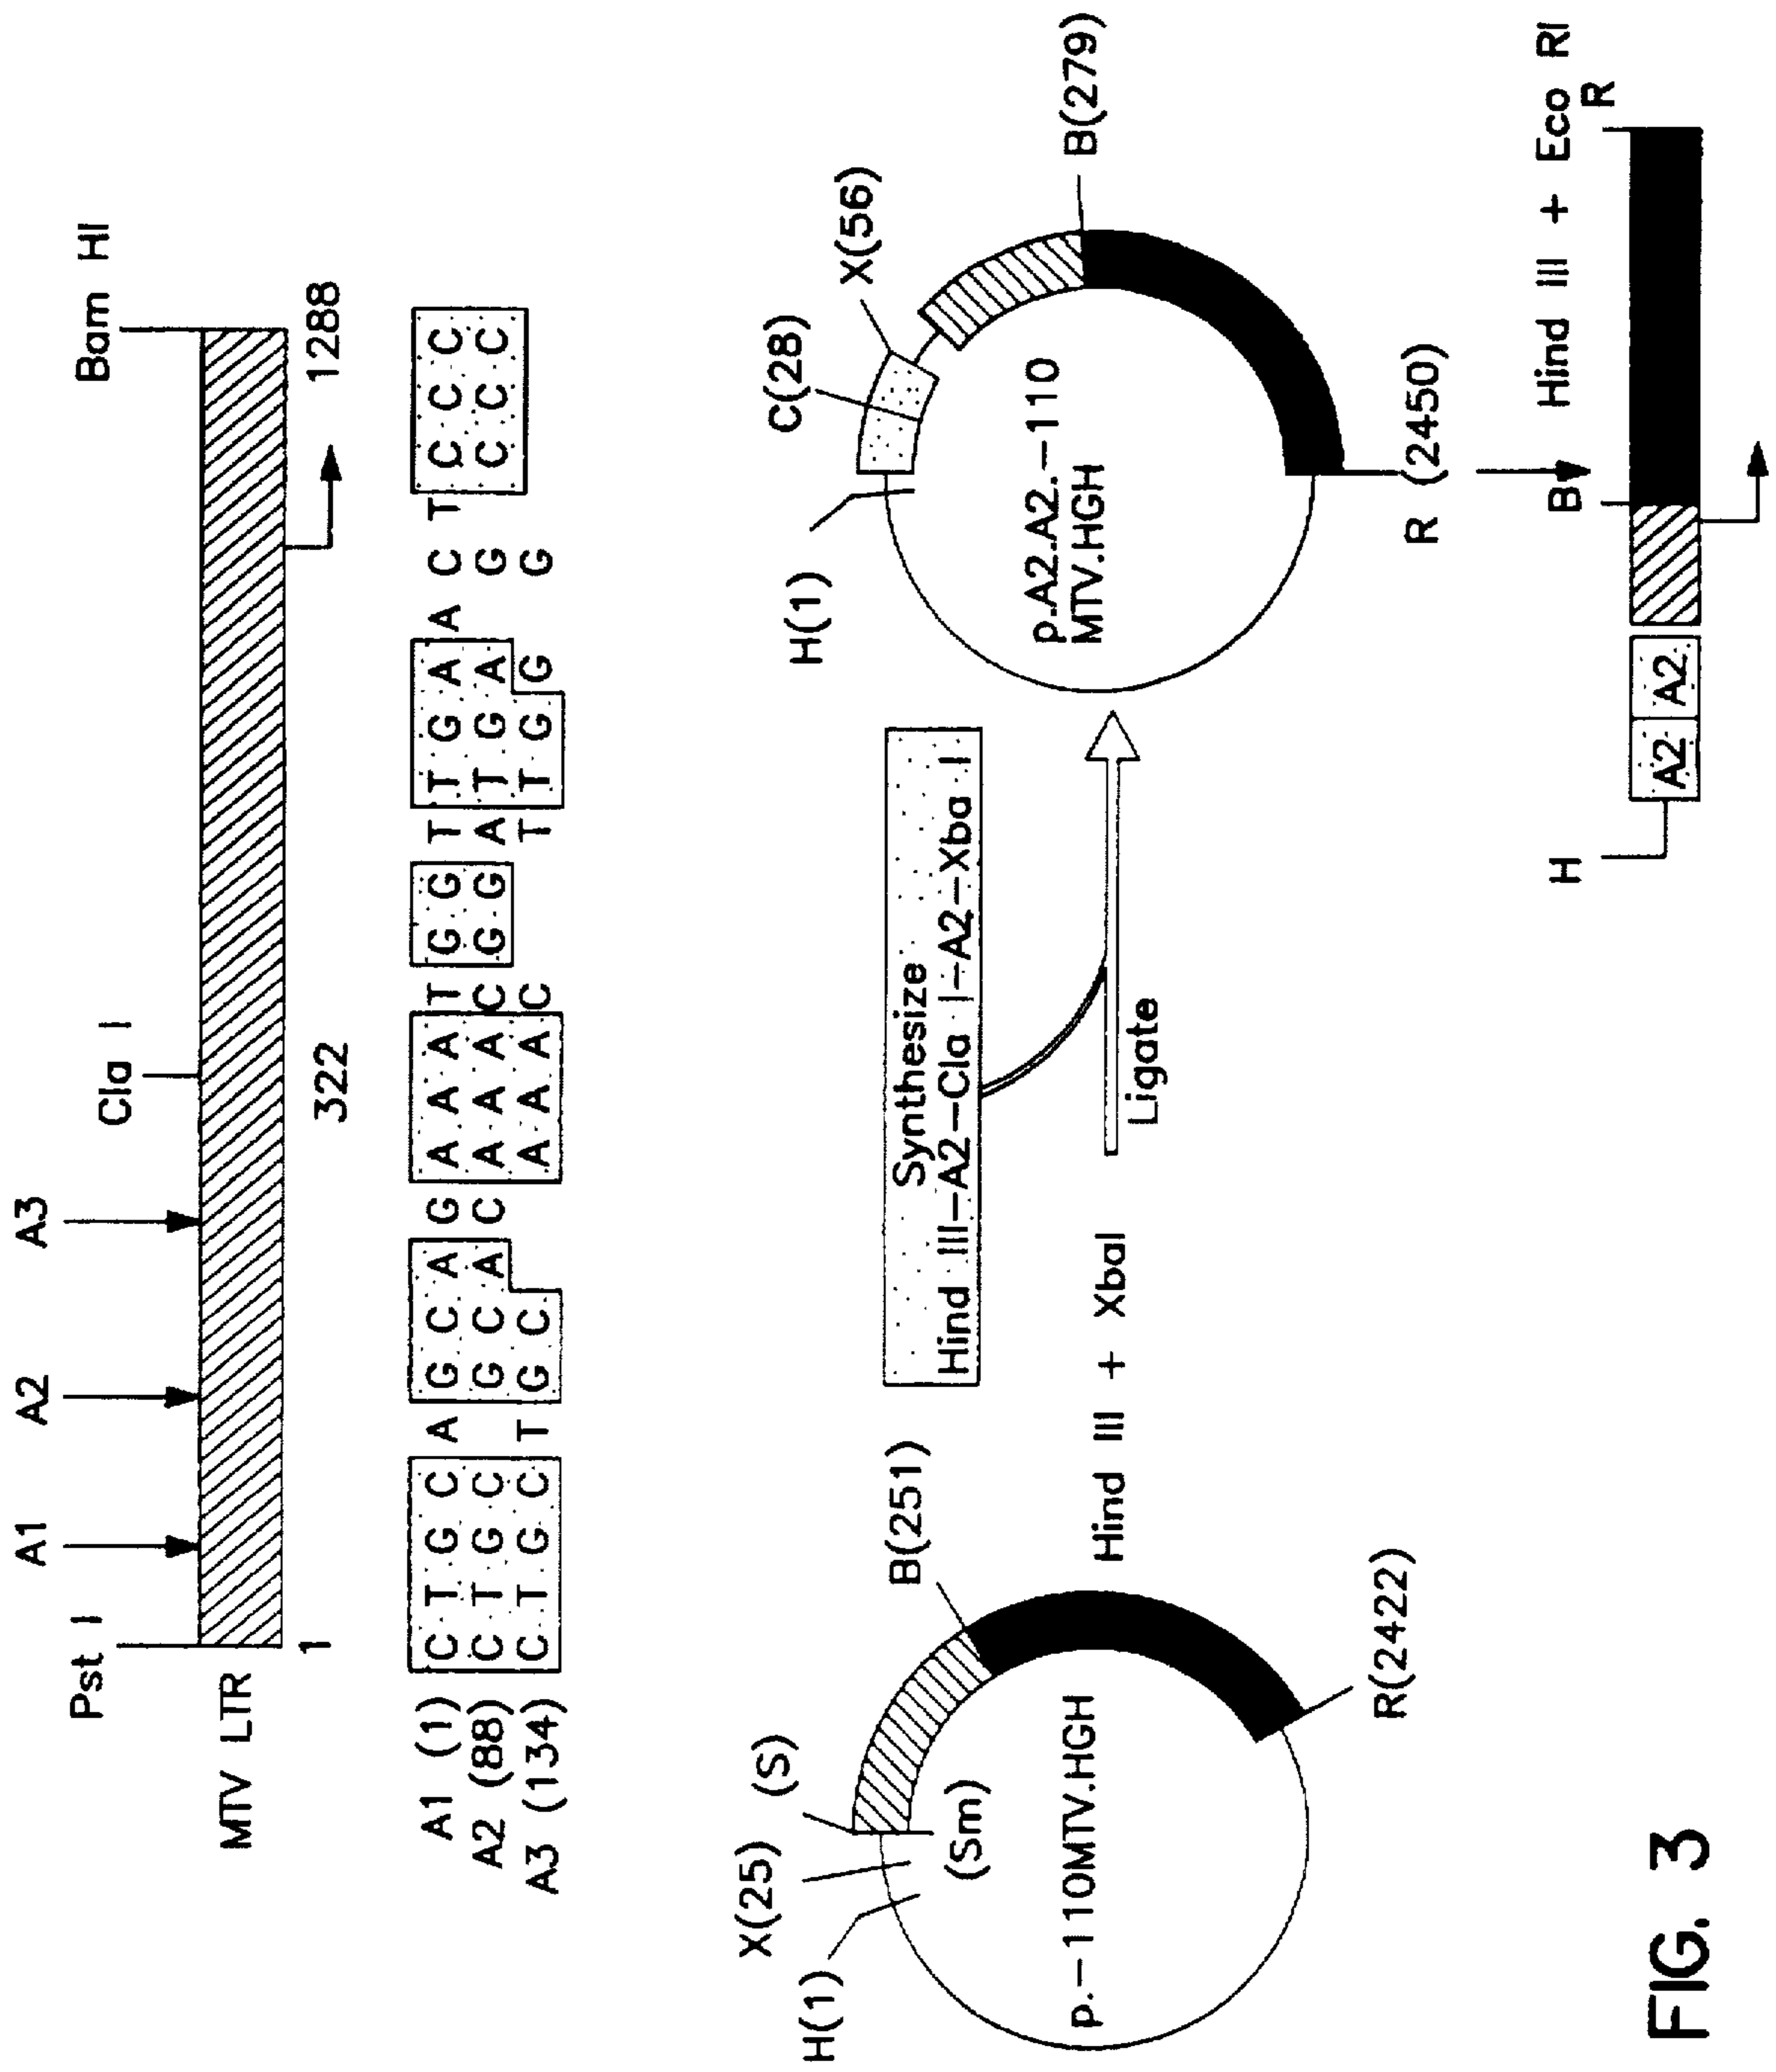 A1 A2 A3
Pst I Cla I Bam HI
MTV LTR
1 322 1288
A1 (1) C T G C A G C A G A A A T G G T T G A A C T C C C
A2 (88) C T G C G C A C A A A C G G A T G A G C C C
A3 (134) C T G C T G C A A A C T T G G G
H(1) X(25) (S)
(Sm)
B(251)
p.-110MTV.HGH
R(2422)
Synthesize
Hind III-A2-Cla I-A2-Xba I
Hind III + XbaI
Ligate
H(1) C(28) X(56)
B(279)
p.A2.A2.-110
MTV.HGH
R (2450)
Hind III + Eco RI
H B R
A2 A2
FIG. 3